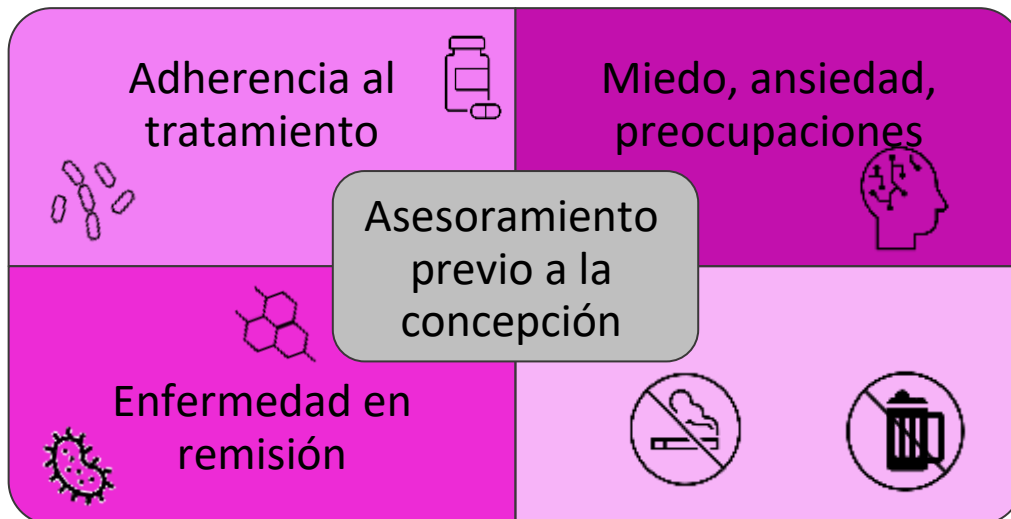 Adherencia al
tratamiento
Miedo, ansiedad,
preocupaciones
Asesoramiento
previo a la
concepción
Enfermedad en
remisión